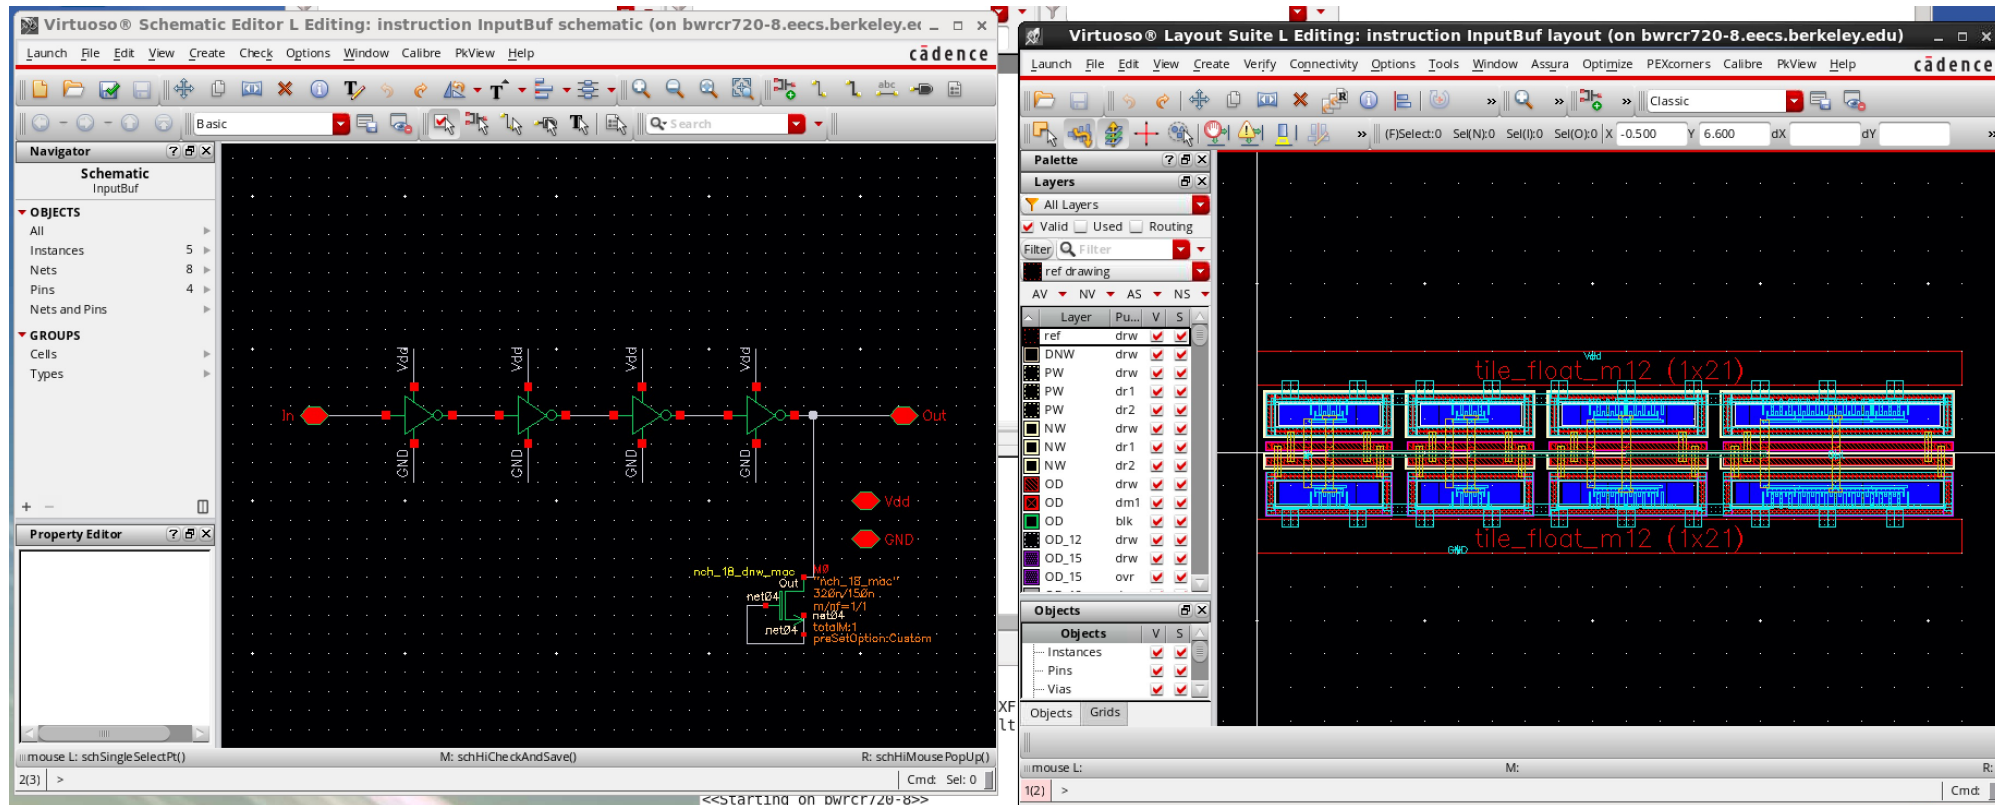 Virtuoso® Schematic Editor L Editing: instruction InputBuf schematic (on bwrcr720-8.eecs.berkeley.ec
Launch File Edit View Create Check Options Window Calibre PkView Help
cādence
Basic
Search
Navigator
Schematic
InputBuf
OBJECTS
All
Instances 5
Nets 8
Pins 4
Nets and Pins
GROUPS
Cells
Types
Property Editor
Vdd Vdd Vdd Vdd
In
Out
GND GND GND GND
Vdd
GND
nch_18_dnw_mac
M0
Out
"nch_18_mac"
320n/150n
net04
m/nf=1/1
net04
totalM:1
net04
preSetOption:Custom
mouse L: schSingleSelectPt()
M: schHiCheckAndSave()
R: schHiMousePopUp()
2(3) >
Cmd: Sel: 0
<<Starting on bwrcr720-8>>
XF
lt
Virtuoso® Layout Suite L Editing: instruction InputBuf layout (on bwrcr720-8.eecs.berkeley.edu)
Launch File Edit View Create Verify Connectivity Options Tools Window Assura Optimize PEXcorners Calibre PkView Help
cādence
Classic
(F)Select:0 Sel(N):0 Sel(I):0 Sel(O):0 X -0.500 Y 6.600 dX dY
Palette
Layers
All Layers
Valid Used Routing
Filter Filter
ref drawing
AV NV AS NS
Layer Pu... V S
ref drw
DNW drw
PW drw
PW dr1
PW dr2
NW drw
NW dr1
NW dr2
OD drw
OD dm1
OD blk
OD_12 drw
OD_15 drw
OD_15 ovr
Objects
Objects V S
Instances
Pins
Vias
Objects Grids
Vdd
tile_float_m12 (1x21)
GND
tile_float_m12 (1x21)
mouse L:
M:
R:
1(2) >
Cmd: